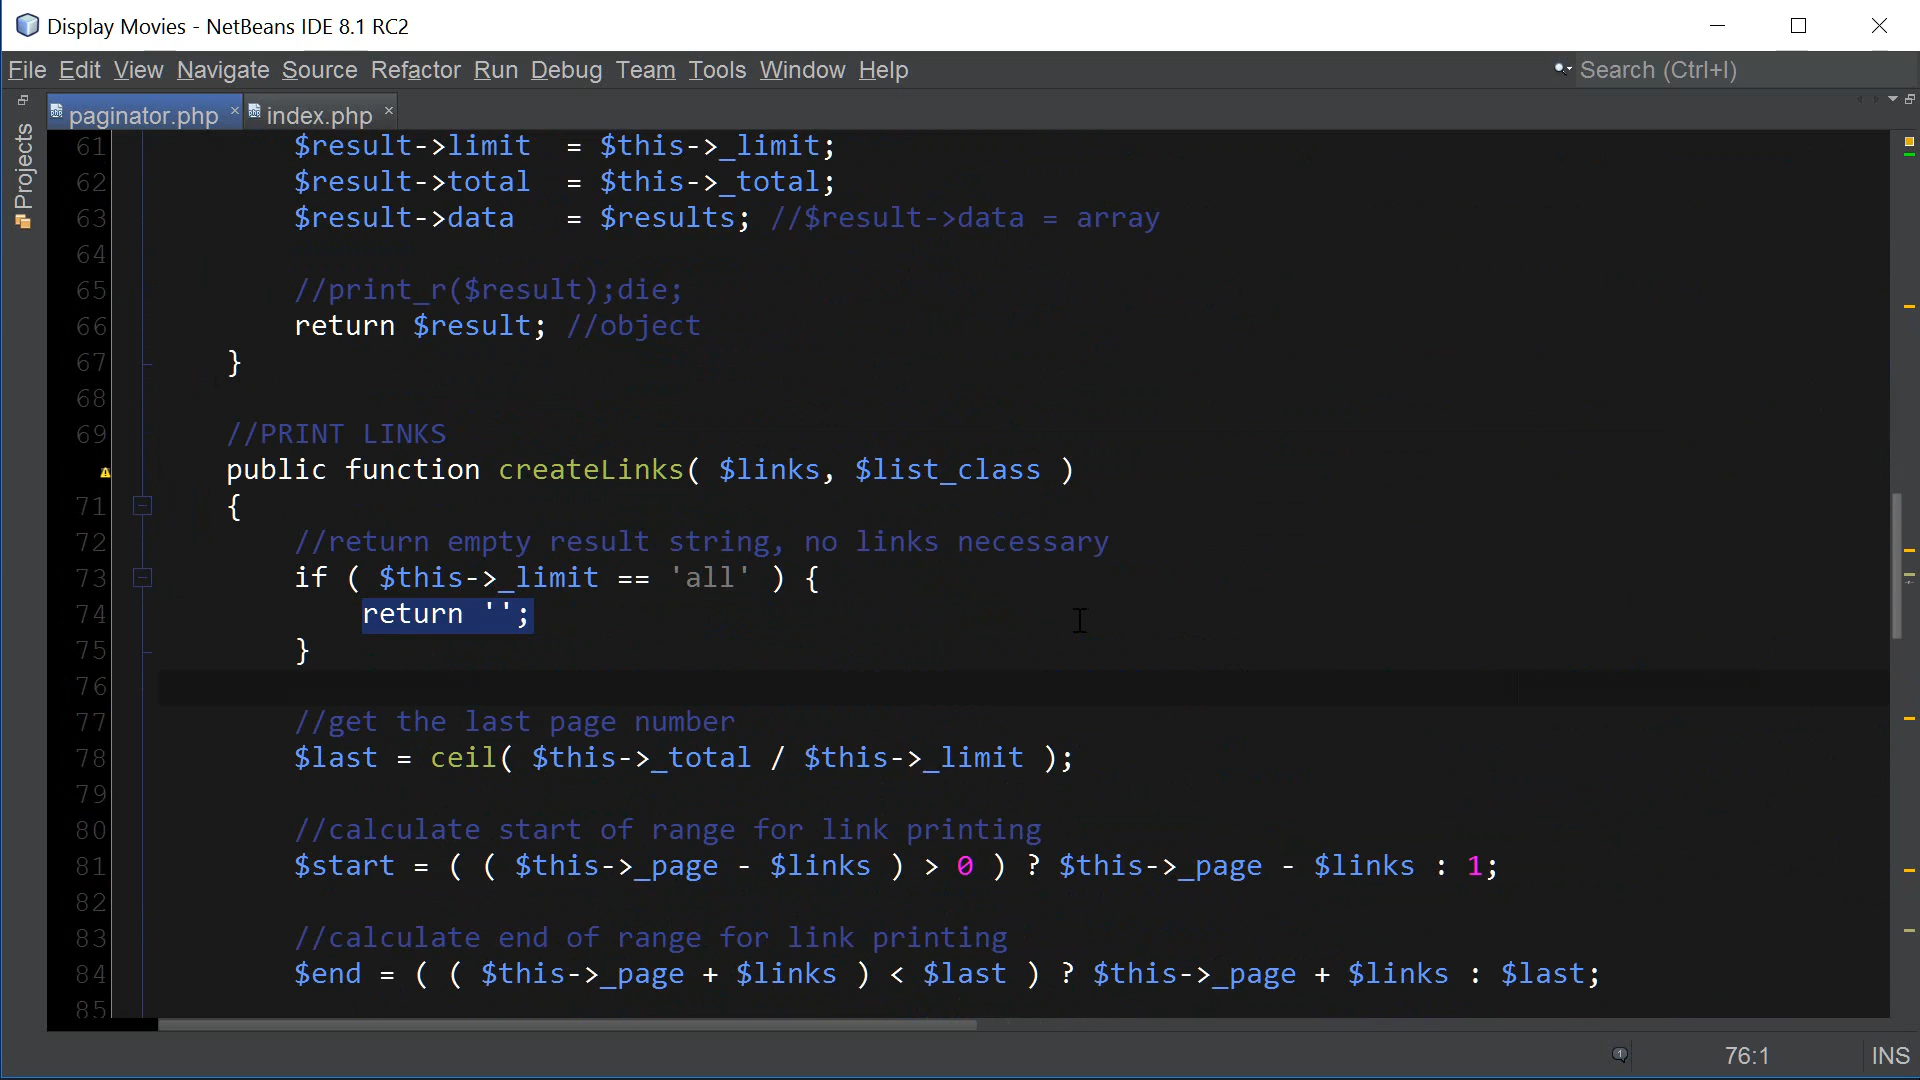 Display Movies - NetBeans IDE 8.1 RC2
File Edit View Navigate Source Refactor Run Debug Team Tools Window Help
Search (Ctrl+I)
Projects
paginator.php
index.php
61 $result->limit = $this->_limit;
62 $result->total = $this->_total;
63 $result->data = $results; //$result->data = array
64
65 //print_r($result);die;
66 return $result; //object
67 }
68
69 //PRINT LINKS
public function createLinks( $links, $list_class )
71 {
72 //return empty result string, no links necessary
73 if ( $this->_limit == 'all' ) {
74 return '';
75 }
76
77 //get the last page number
78 $last = ceil( $this->_total / $this->_limit );
79
80 //calculate start of range for link printing
81 $start = ( ( $this->_page - $links ) > 0 ) ? $this->_page - $links : 1;
82
83 //calculate end of range for link printing
84 $end = ( ( $this->_page + $links ) < $last ) ? $this->_page + $links : $last;
85
1
76:1
INS